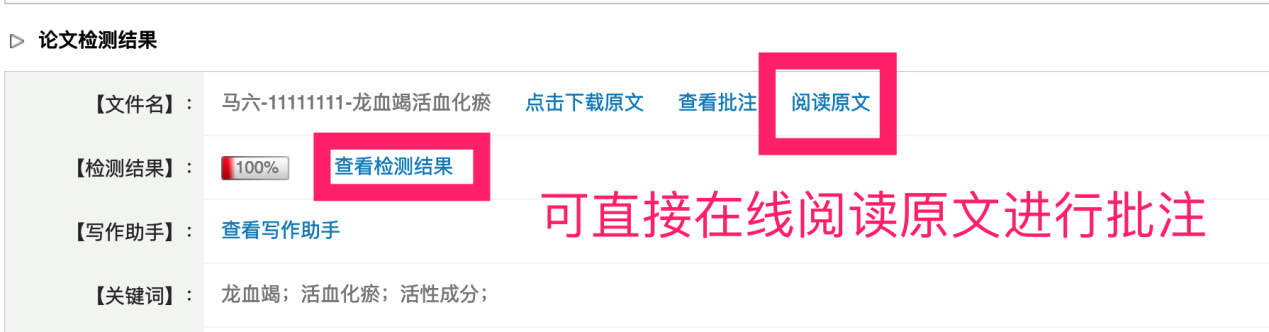 ▷ 论文检测结果
【文件名】: 马六-11111111-龙血竭活血化瘀 点击下载原文 查看批注 阅读原文
【检测结果】: 100% 查看检测结果
可直接在线阅读原文进行批注
【写作助手】: 查看写作助手
【关键词】: 龙血竭；活血化瘀；活性成分；